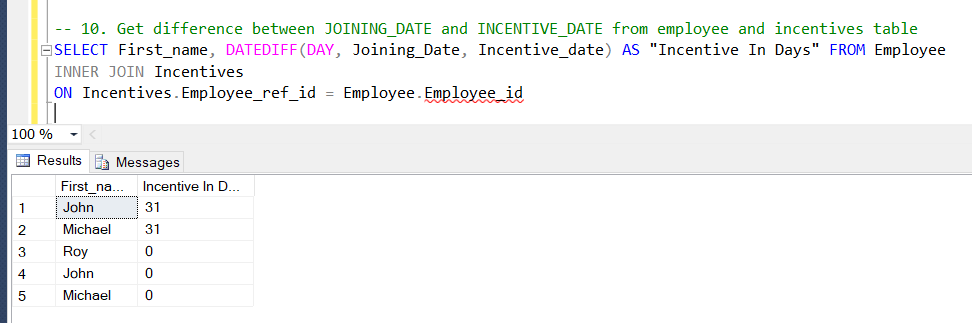 -- 10. Get difference between JOINING_DATE and INCENTIVE_DATE from employee and incentives table
SELECT First_name, DATEDIFF(DAY, Joining_Date, Incentive_date) AS "Incentive In Days" FROM Employee
INNER JOIN Incentives
ON Incentives.Employee_ref_id = Employee.Employee_id
100 %
Results Messages
First_na... Incentive In D...
1 John 31
2 Michael 31
3 Roy 0
4 John 0
5 Michael 0